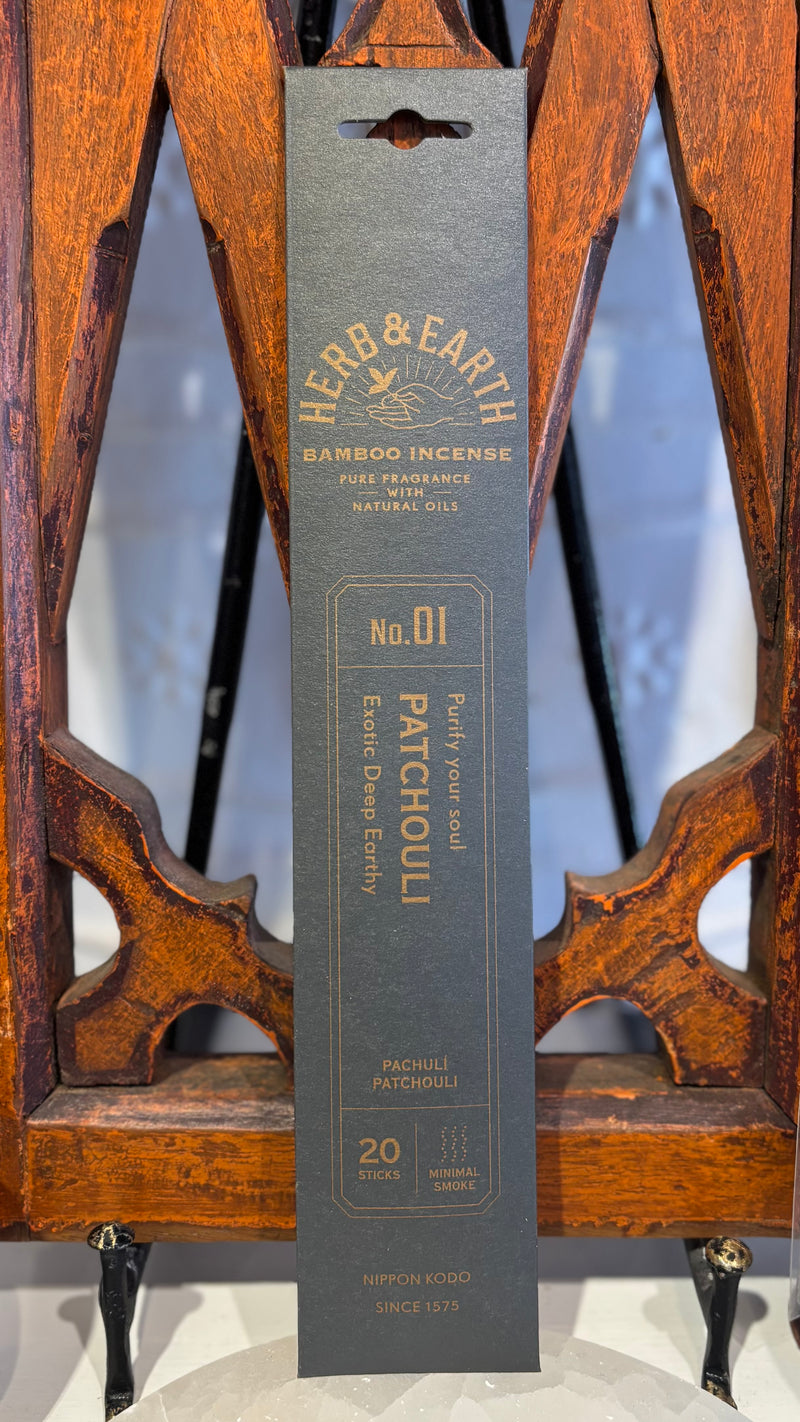 HERB & EARTH
BAMBOO INCENSE
PURE FRAGRANCE
WITH
NATURAL OILS
No.01
Purify your soul
PATCHOULI
Exotic Deep Earthy
PACHULÍ
PATCHOULI
20
STICKS
MINIMAL
SMOKE
NIPPON KODO
SINCE 1575